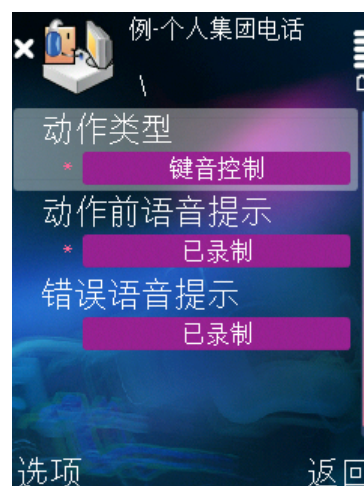 例-个人集团电话
\
动作类型
* 键音控制
动作前语音提示
* 已录制
错误语音提示
已录制
选项 返回